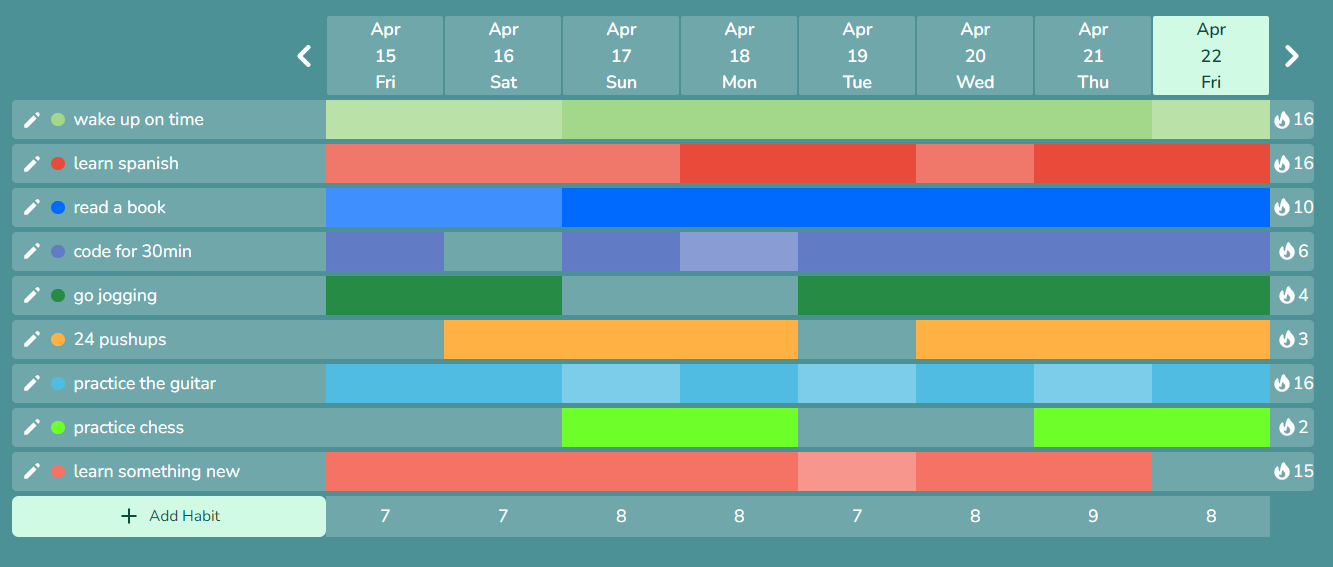 Apr Apr Apr Apr Apr Apr Apr Apr
15 16 17 18 19 20 21 22
Fri Sat Sun Mon Tue Wed Thu Fri
wake up on time 16
learn spanish 16
read a book 10
code for 30min 6
go jogging 4
24 pushups 3
practice the guitar 16
practice chess 2
learn something new 15
+ Add Habit 7 7 8 8 7 8 9 8